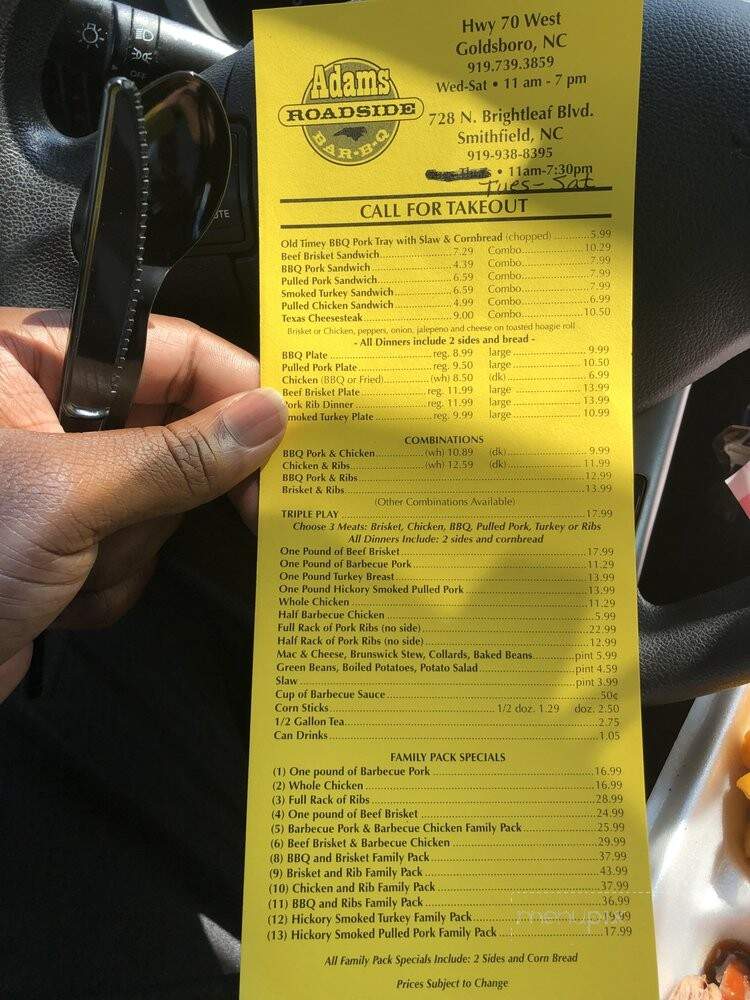 Adams
ROADSIDE
BAR-B-Q
Hwy 70 West
Goldsboro, NC
919.739.3859
Wed-Sat • 11 am - 7 pm
728 N. Brightleaf Blvd.
Smithfield, NC
919-938-8395
• 11am-7:30pm
Tues-Sat
CALL FOR TAKEOUT
Old Timey BBQ Pork Tray with Slaw & Cornbread (chopped) 5.99
Beef Brisket Sandwich 7.29 Combo 10.29
BBQ Pork Sandwich 4.39 Combo 7.99
Pulled Pork Sandwich 6.59 Combo 7.99
Smoked Turkey Sandwich 6.59 Combo 7.99
Pulled Chicken Sandwich 4.99 Combo 6.99
Texas Cheesesteak 9.00 Combo 10.50
Brisket or Chicken, peppers, onion, jalepeno and cheese on toasted hoagie roll
- All Dinners include 2 sides and bread -
BBQ Plate reg. 8.99 large 9.99
Pulled Pork Plate reg. 9.50 large 10.50
Chicken (BBQ or Fried) (wh) 8.50 (dk) 6.99
Beef Brisket Plate reg. 11.99 large 13.99
Pork Rib Dinner reg. 11.99 large 13.99
Smoked Turkey Plate reg. 9.99 large 10.99
COMBINATIONS
BBQ Pork & Chicken (wh) 10.89 (dk) 9.99
Chicken & Ribs (wh) 12.59 (dk) 11.99
BBQ Pork & Ribs 12.99
Brisket & Ribs 13.99
(Other Combinations Available)
TRIPLE PLAY 17.99
Choose 3 Meats: Brisket, Chicken, BBQ, Pulled Pork, Turkey or Ribs
All Dinners Include: 2 sides and cornbread
One Pound of Beef Brisket 17.99
One Pound of Barbecue Pork 11.29
One Pound Turkey Breast 13.99
One Pound Hickory Smoked Pulled Pork 13.99
Whole Chicken 11.29
Half Barbecue Chicken 5.99
Full Rack of Pork Ribs (no side) 22.99
Half Rack of Pork Ribs (no side) 12.99
Mac & Cheese, Brunswick Stew, Collards, Baked Beans pint 5.99
Green Beans, Boiled Potatoes, Potato Salad pint 4.59
Slaw pint 3.99
Cup of Barbecue Sauce 50¢
Corn Sticks 1/2 doz. 1.29 doz. 2.50
1/2 Gallon Tea 2.75
Can Drinks 1.05
FAMILY PACK SPECIALS
(1) One pound of Barbecue Pork 16.99
(2) Whole Chicken 16.99
(3) Full Rack of Ribs 28.99
(4) One pound of Beef Brisket 24.99
(5) Barbecue Pork & Barbecue Chicken Family Pack 25.99
(6) Beef Brisket & Barbecue Chicken 29.99
(8) BBQ and Brisket Family Pack 37.99
(9) Brisket and Rib Family Pack 43.99
(10) Chicken and Rib Family Pack 37.99
(11) BBQ and Ribs Family Pack 36.99
(12) Hickory Smoked Turkey Family Pack 19.99
(13) Hickory Smoked Pulled Pork Family Pack 17.99
All Family Pack Specials Include: 2 Sides and Corn Bread
Prices Subject to Change
menupix
OFF